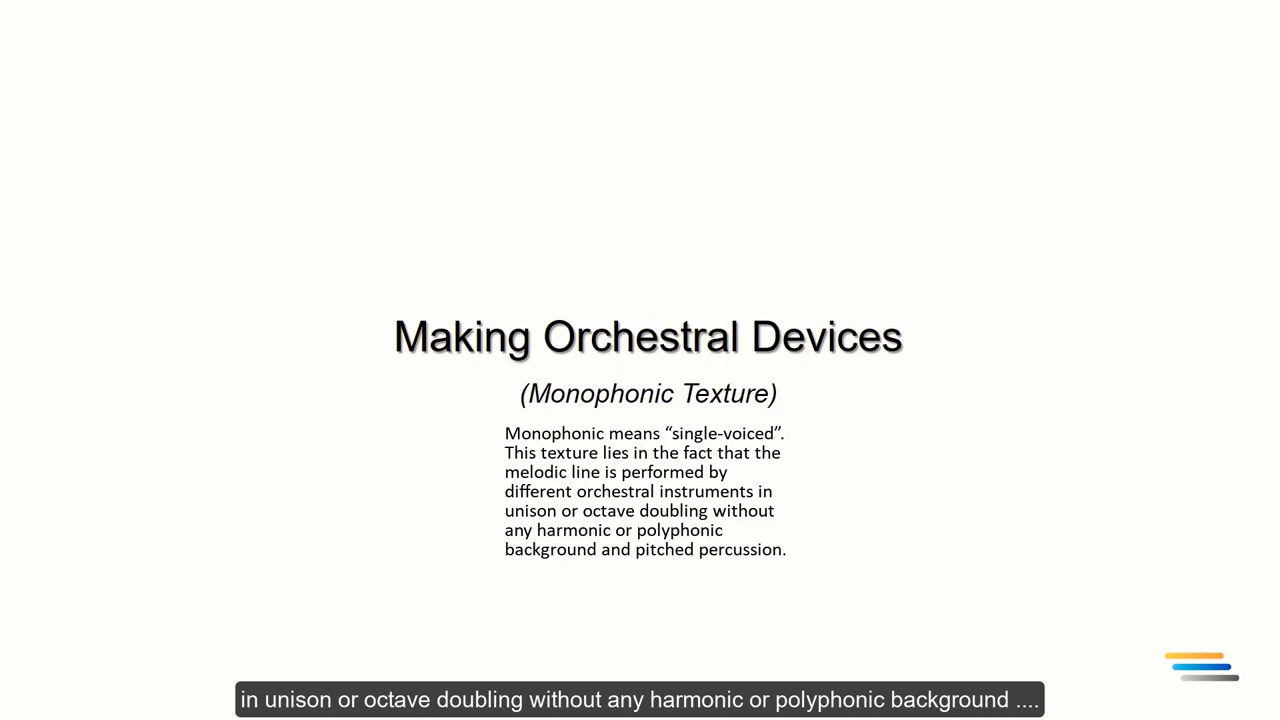 Making Orchestral Devices
(Monophonic Texture)
Monophonic means “single-voiced”.
This texture lies in the fact that the
melodic line is performed by
different orchestral instruments in
unison or octave doubling without
any harmonic or polyphonic
background and pitched percussion.
in unison or octave doubling without any harmonic or polyphonic background ....